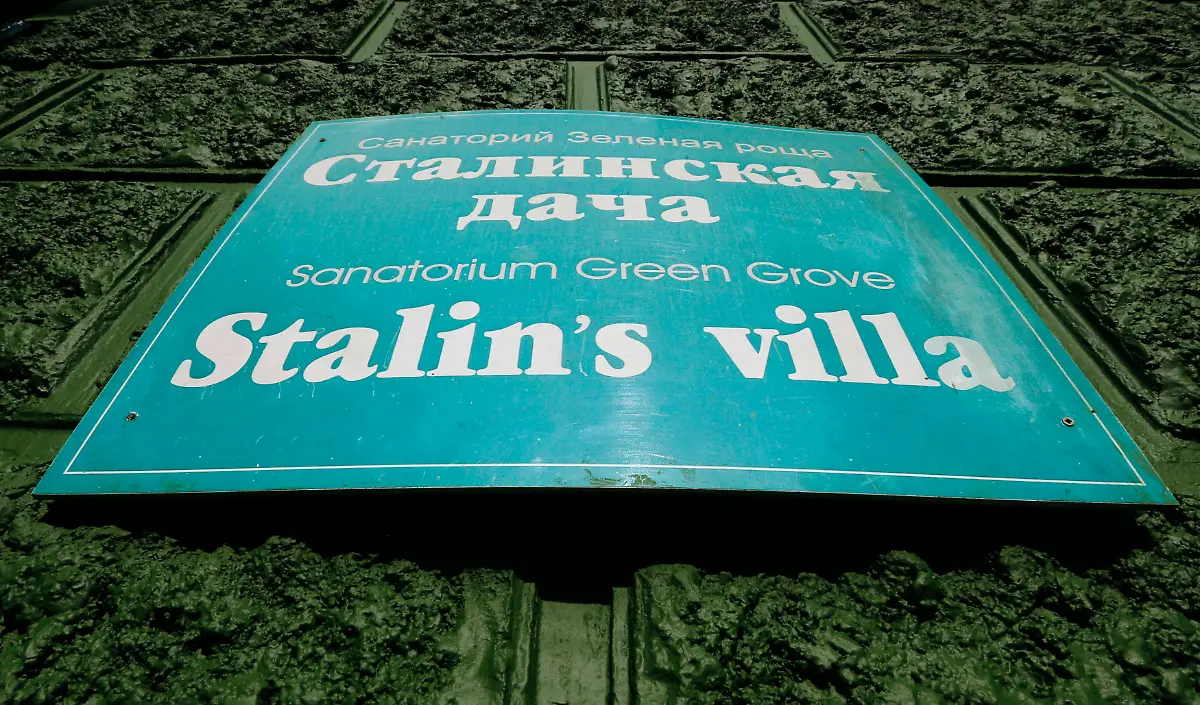 Санаторий Зеленая роща
Сталинская
дача
Sanatorium Green Grove
Stalin's villa